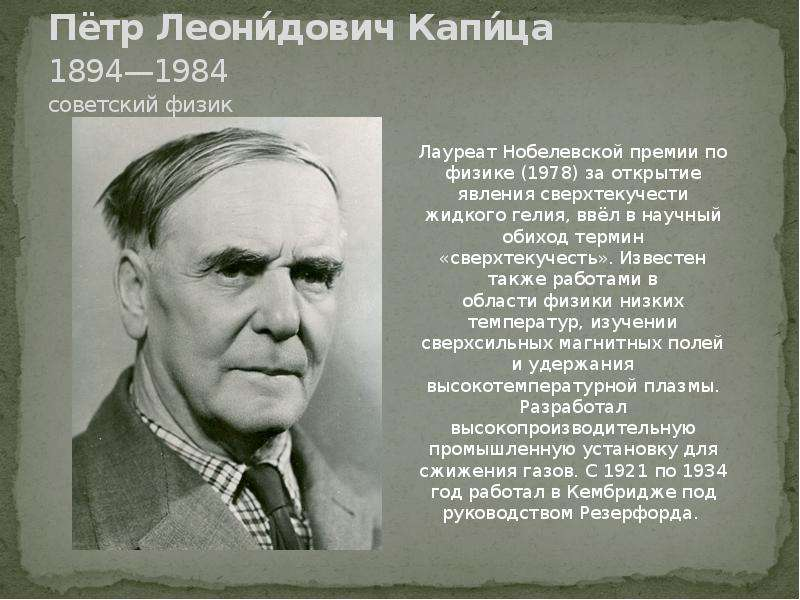 Пётр Леони́дович Капи́ца
1894—1984
советский физик
Лауреат Нобелевской премии по
физике (1978) за открытие
явления сверхтекучести
жидкого гелия, ввёл в научный
обиход термин
«сверхтекучесть». Известен
также работами в
области физики низких
температур, изучении
сверхсильных магнитных полей
и удержания
высокотемпературной плазмы.
Разработал
высокопроизводительную
промышленную установку для
сжижения газов. С 1921 по 1934
год работал в Кембридже под
руководством Резерфорда.